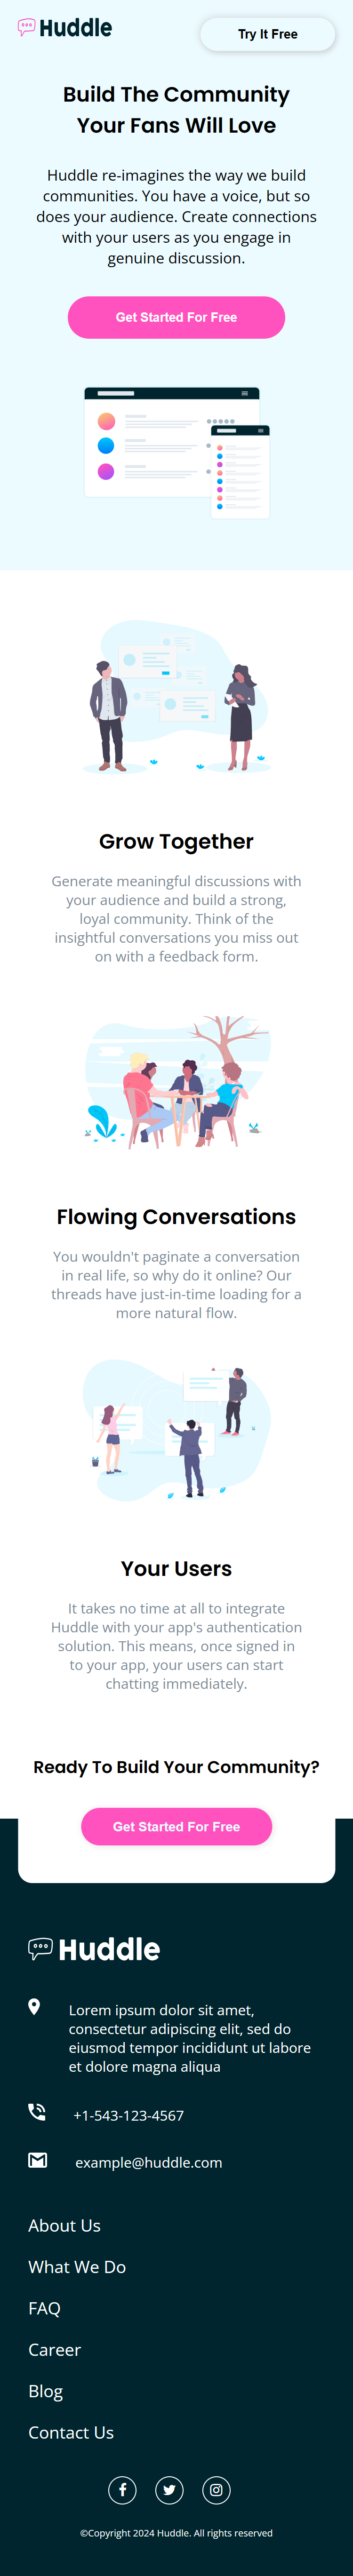 Huddle
Try It Free
Build The Community
Your Fans Will Love
Huddle re-imagines the way we build
communities. You have a voice, but so
does your audience. Create connections
with your users as you engage in
genuine discussion.
Get Started For Free
Grow Together
Generate meaningful discussions with
your audience and build a strong,
loyal community. Think of the
insightful conversations you miss out
on with a feedback form.
Flowing Conversations
You wouldn't paginate a conversation
in real life, so why do it online? Our
threads have just-in-time loading for a
more natural flow.
Your Users
It takes no time at all to integrate
Huddle with your app's authentication
solution. This means, once signed in
to your app, your users can start
chatting immediately.
Ready To Build Your Community?
Get Started For Free
Huddle
Lorem ipsum dolor sit amet,
consectetur adipiscing elit, sed do
eiusmod tempor incididunt ut labore
et dolore magna aliqua
+1-543-123-4567
example@huddle.com
About Us
What We Do
FAQ
Career
Blog
Contact Us
©Copyright 2024 Huddle. All rights reserved